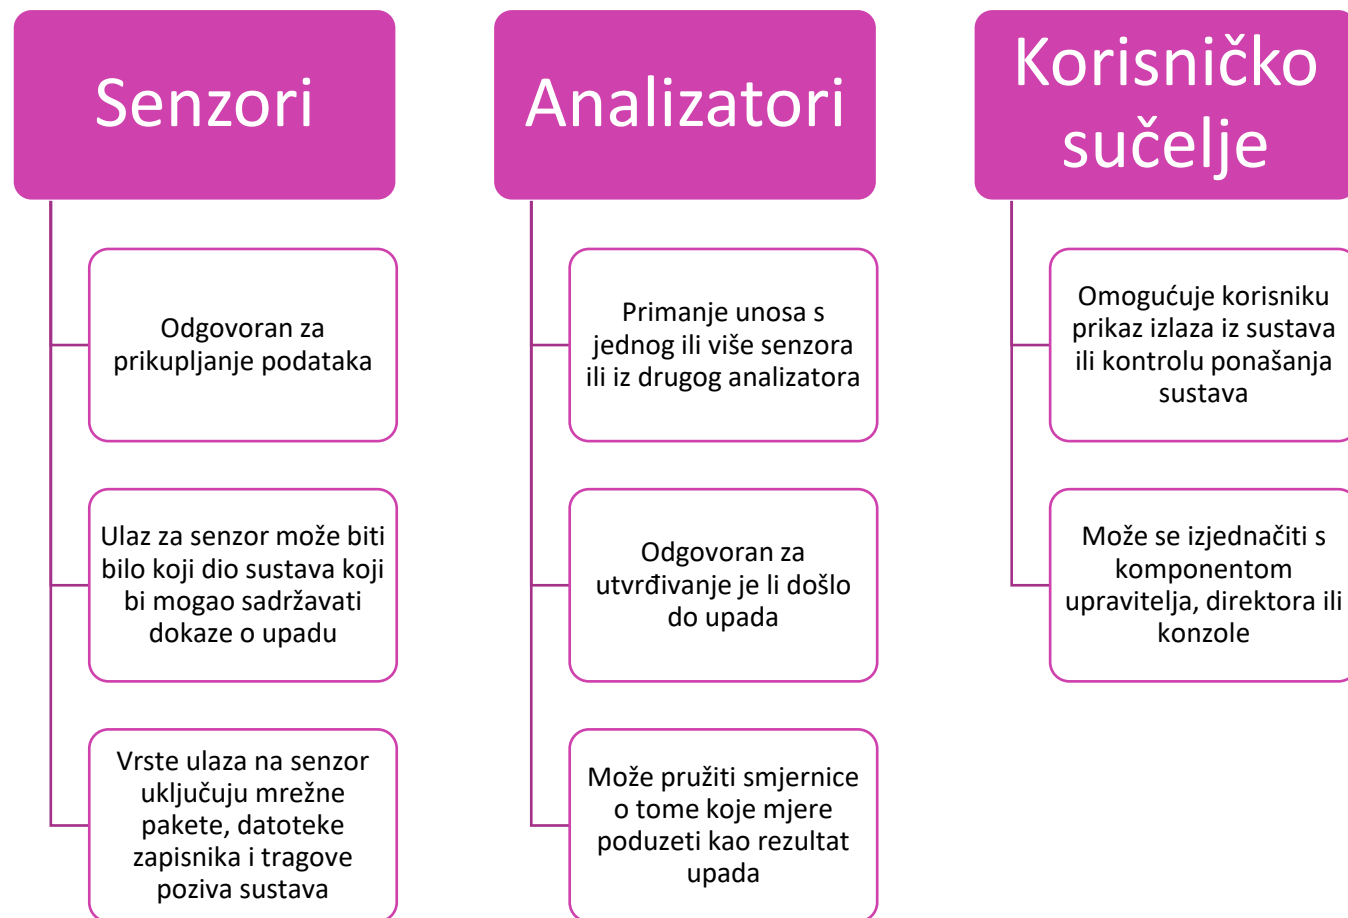 Senzori
Odgovoran za
prikupljanje podataka
Ulaz za senzor može biti
bilo koji dio sustava koji
bi mogao sadržavati
dokaze o upadu
Vrste ulaza na senzor
uključuju mrežne
pakete, datoteke
zapisnika i tragove
poziva sustava
Analizatori
Primanje unosa s
jednog ili više senzora
ili iz drugog analizatora
Odgovoran za
utvrđivanje je li došlo
do upada
Može pružiti smjernice
o tome koje mjere
poduzeti kao rezultat
upada
Korisničko
sučelje
Omogućuje korisniku
prikaz izlaza iz sustava
ili kontrolu ponašanja
sustava
Može se izjednačiti s
komponentom
upravitelja, direktora ili
konzole